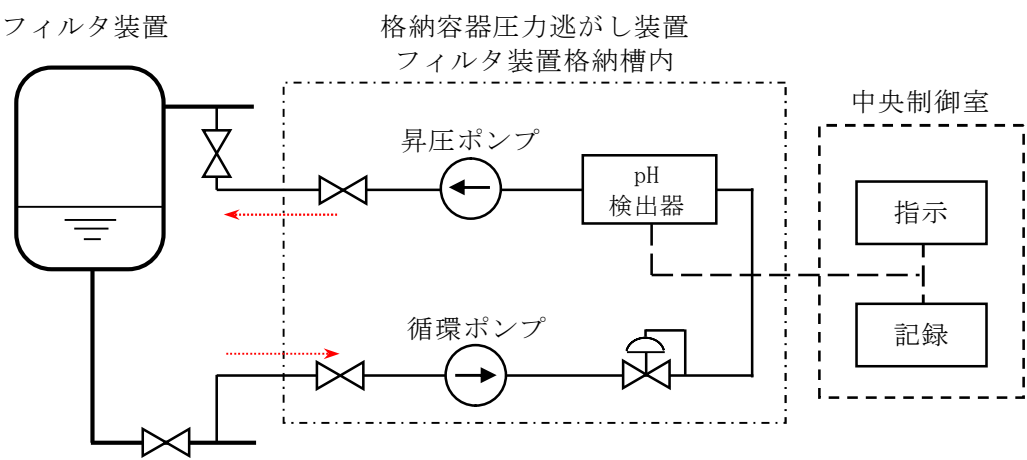 フィルタ装置
格納容器圧力逃がし装置
フィルタ装置格納槽内
中央制御室
昇圧ポンプ
pH
検出器
指示
循環ポンプ
記録